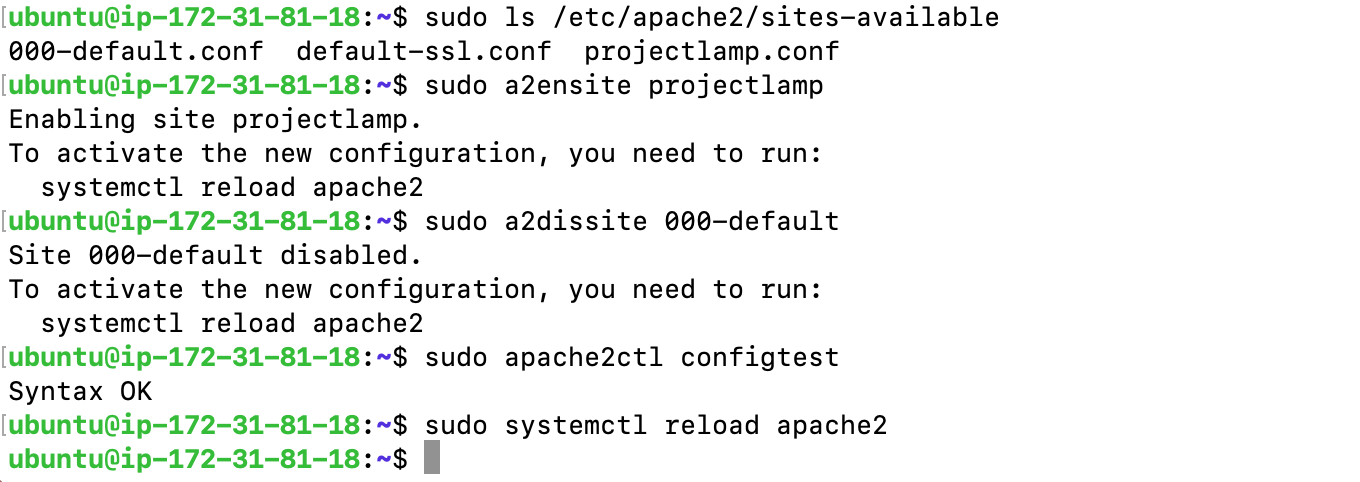 [ubuntu@ip-172-31-81-18:~$ sudo ls /etc/apache2/sites-available
000-default.conf  default-ssl.conf  projectlamp.conf
[ubuntu@ip-172-31-81-18:~$ sudo a2ensite projectlamp
Enabling site projectlamp.
To activate the new configuration, you need to run:
  systemctl reload apache2
[ubuntu@ip-172-31-81-18:~$ sudo a2dissite 000-default
Site 000-default disabled.
To activate the new configuration, you need to run:
  systemctl reload apache2
[ubuntu@ip-172-31-81-18:~$ sudo apache2ctl configtest
Syntax OK
[ubuntu@ip-172-31-81-18:~$ sudo systemctl reload apache2
ubuntu@ip-172-31-81-18:~$